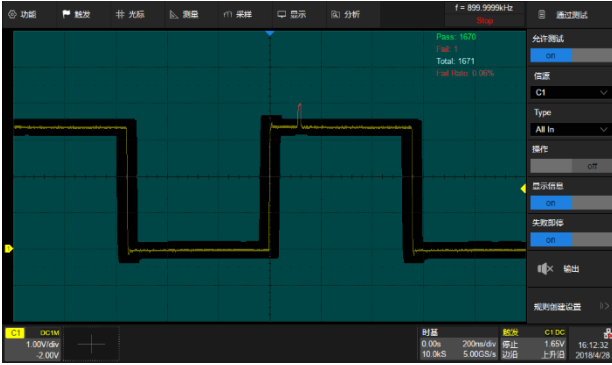 功能 触发 光标 测量 采样 显示 分析 f = 899.9999kHz 通过测试
Stop
Pass: 1670
Fail: 1
Total: 1671
Fail Rate: 0.06%
允许测试
on
信源
C1
Type
All In
操作
off
显示信息
on
失败即停
on
输出
规则创建设置
1
C1 DC1M
1.00V/div
-2.00V
时基
0.00s 200ns/div
10.0kS 5.00GS/s
触发 C1 DC
停止 1.65V
边沿 上升沿
16:12:32
2018/4/28